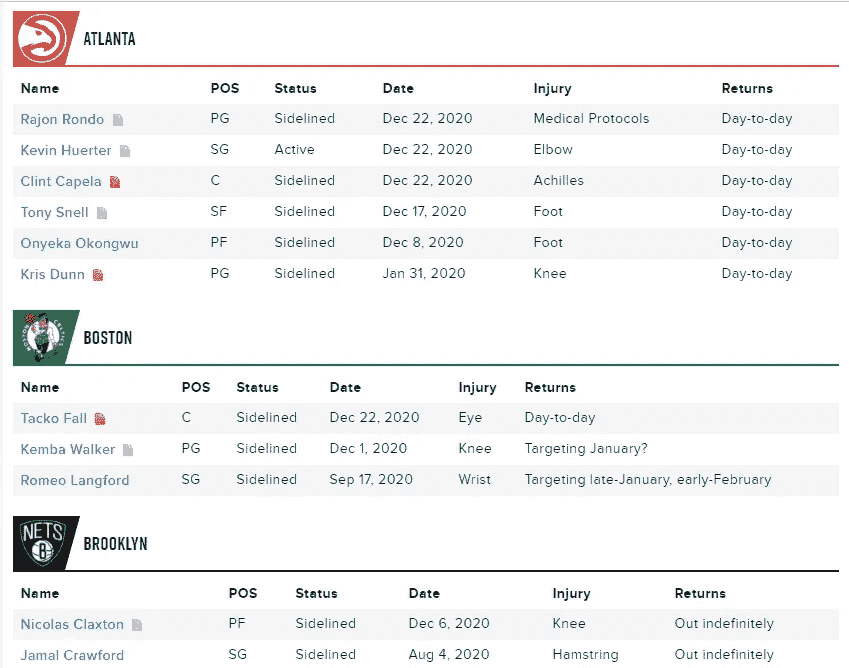 ATLANTA
Name POS Status Date Injury Returns
Rajon Rondo PG Sidelined Dec 22, 2020 Medical Protocols Day-to-day
Kevin Huerter SG Active Dec 22, 2020 Elbow Day-to-day
Clint Capela C Sidelined Dec 22, 2020 Achilles Day-to-day
Tony Snell SF Sidelined Dec 17, 2020 Foot Day-to-day
Onyeka Okongwu PF Sidelined Dec 8, 2020 Foot Day-to-day
Kris Dunn PG Sidelined Jan 31, 2020 Knee Day-to-day
BOSTON CELTICS BOSTON
Name POS Status Date Injury Returns
Tacko Fall C Sidelined Dec 22, 2020 Eye Day-to-day
Kemba Walker PG Sidelined Dec 1, 2020 Knee Targeting January?
Romeo Langford SG Sidelined Sep 17, 2020 Wrist Targeting late-January, early-February
NETS B BROOKLYN
Name POS Status Date Injury Returns
Nicolas Claxton PF Sidelined Dec 6, 2020 Knee Out indefinitely
Jamal Crawford SG Sidelined Aug 4, 2020 Hamstring Out indefinitely